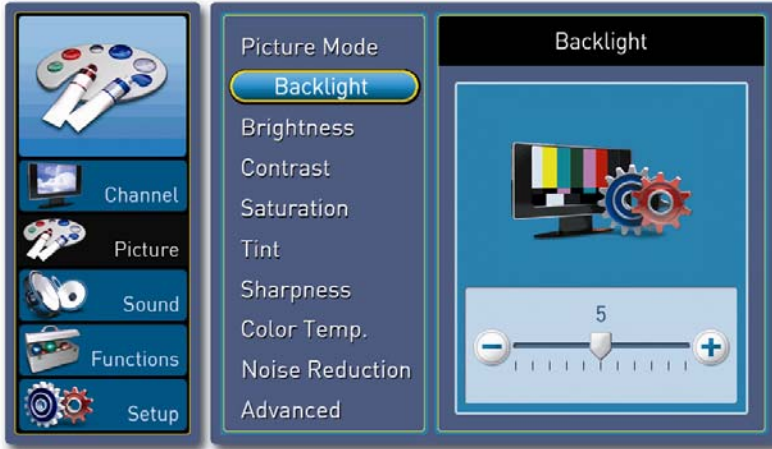 Channel
Picture
Sound
Functions
Setup
Picture Mode
Backlight
Brightness
Contrast
Saturation
Tint
Sharpness
Color Temp.
Noise Reduction
Advanced
Backlight
5